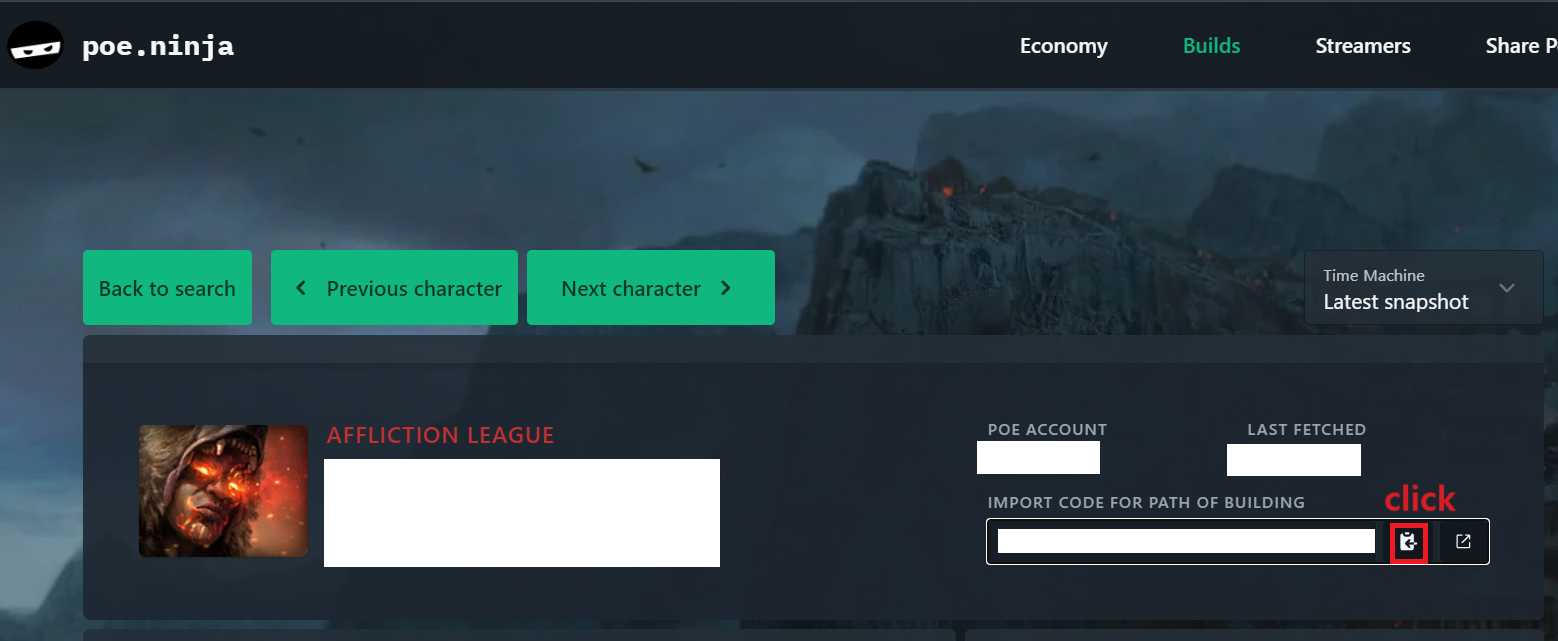 poe.ninja
Economy Builds Streamers Share P
Back to search
Previous character
Next character
Time Machine
Latest snapshot
AFFLICTION LEAGUE
POE ACCOUNT
LAST FETCHED
IMPORT CODE FOR PATH OF BUILDING
click